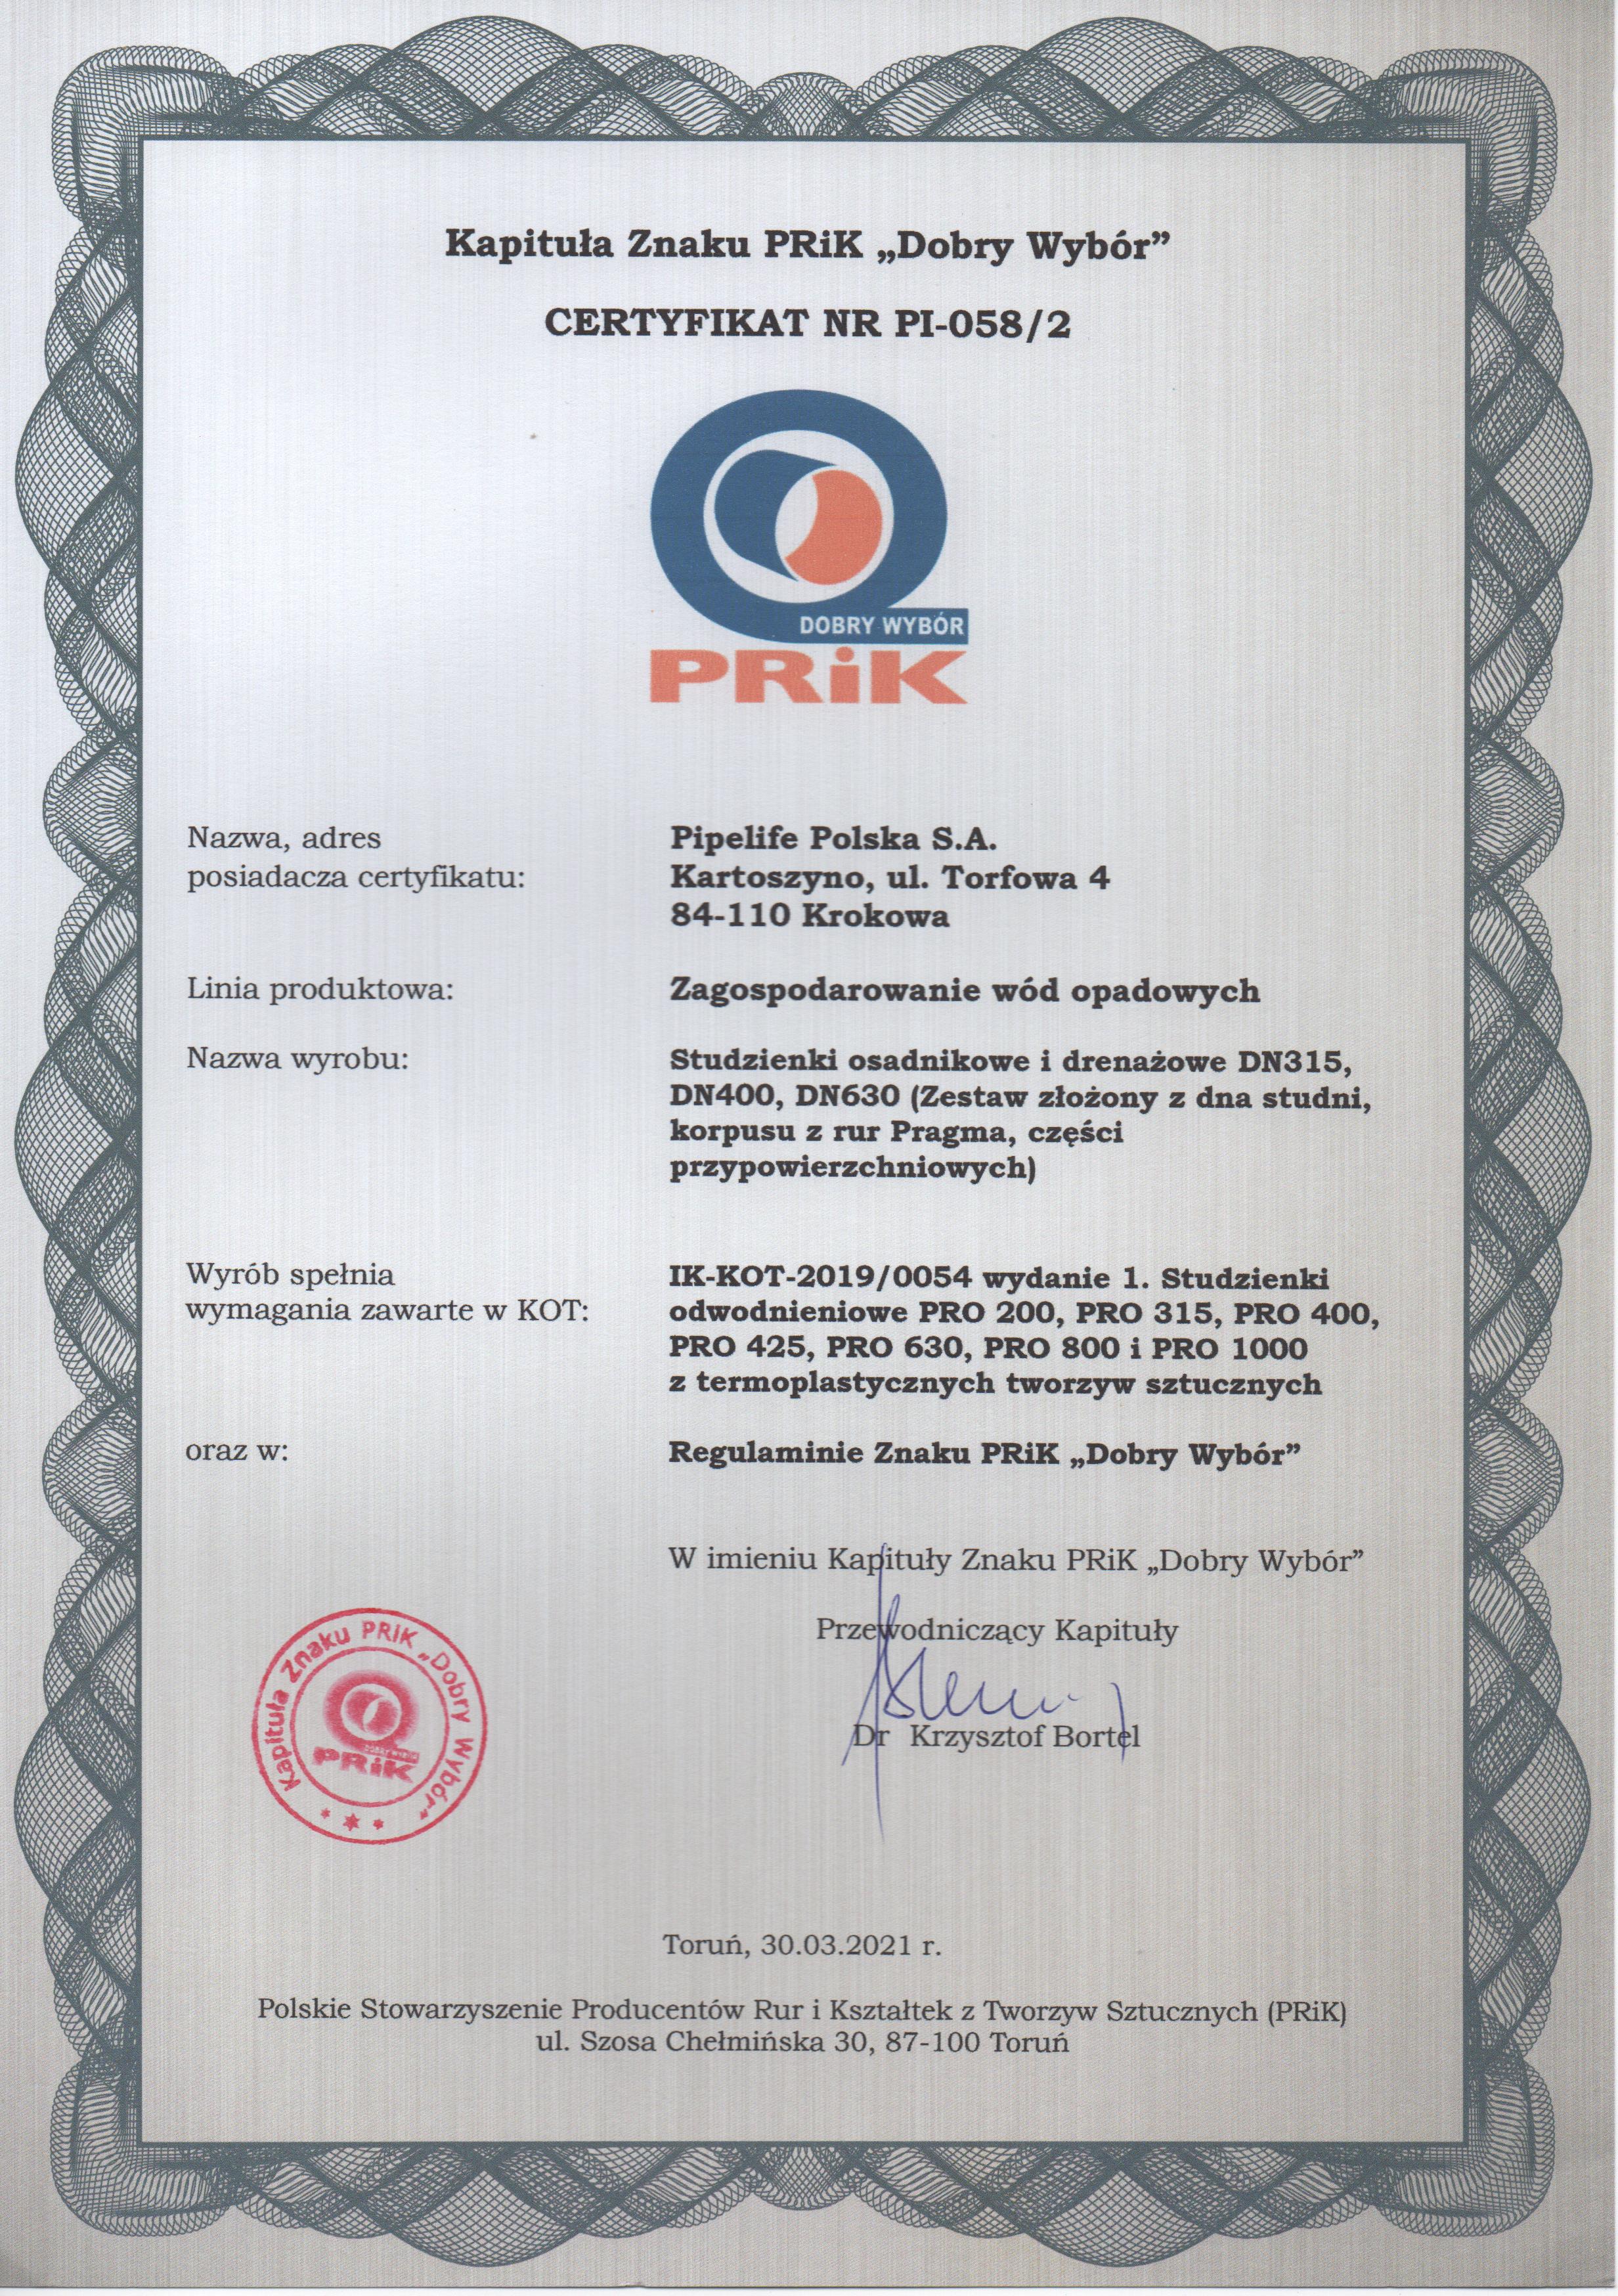 Kapituła Znaku PRiK „Dobry Wybór”
CERTYFIKAT NR PI-058/2
DOBRY WYBÓR
PRiK
Nazwa, adres
posiadacza certyfikatu:
Pipelife Polska S.A.
Kartoszyno, ul. Torfowa 4
84-110 Krokowa
Linia produktowa:
Zagospodarowanie wód opadowych
Nazwa wyrobu:
Studzienki osadnikowe i drenażowe DN315,
DN400, DN630 (Zestaw złożony z dna studni,
korpusu z rur Pragma, części
przypowierzchniowych)
Wyrób spełnia
wymagania zawarte w KOT:
IK-KOT-2019/0054 wydanie 1. Studzienki
odwodnieniowe PRO 200, PRO 315, PRO 400,
PRO 425, PRO 630, PRO 800 i PRO 1000
z termoplastycznych tworzyw sztucznych
oraz w:
Regulaminie Znaku PRiK „Dobry Wybór”
W imieniu Kapituły Znaku PRiK „Dobry Wybór”
Przewodniczący Kapituły
Dr Krzysztof Bortel
Kapituła Znaku PRiK „Dobry Wybór”
PRiK
Toruń, 30.03.2021 r.
Polskie Stowarzyszenie Producentów Rur i Kształtek z Tworzyw Sztucznych (PRiK)
ul. Szosa Chełmińska 30, 87-100 Toruń